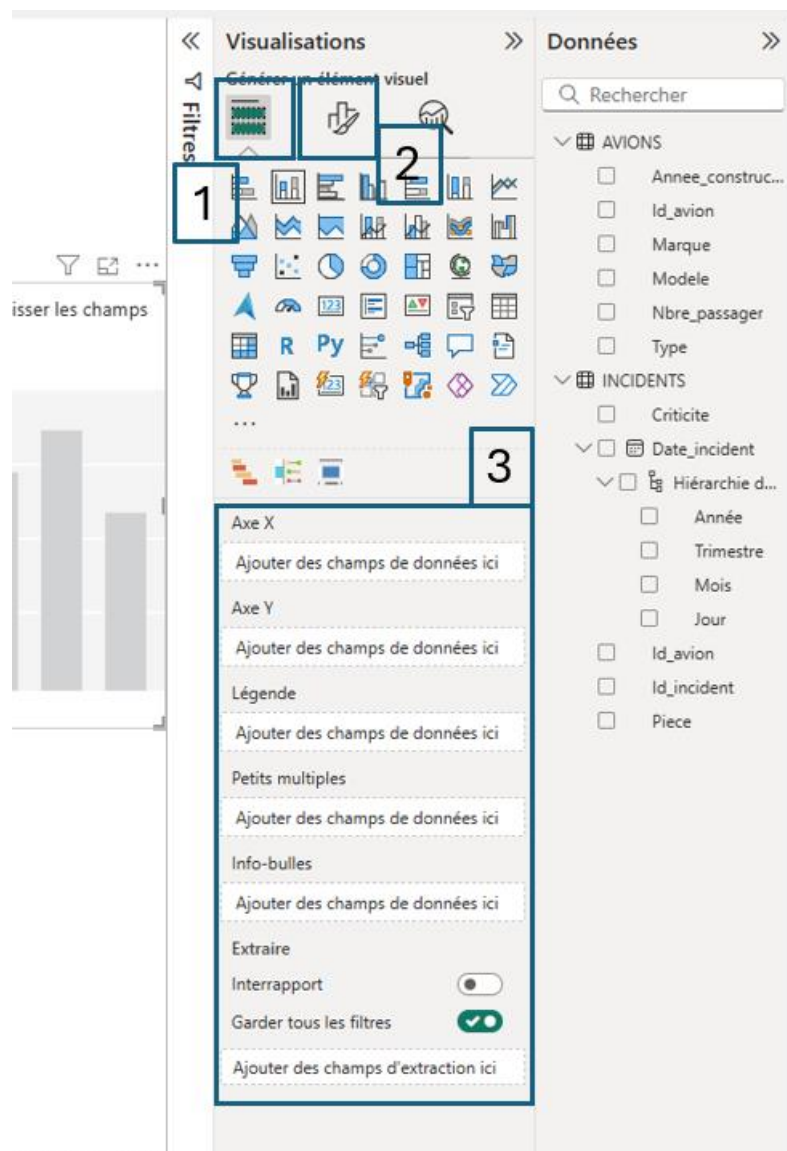 Visualisations
Générer un élément visuel
1
2
3
R
Py
123
123
...
Axe X
Ajouter des champs de données ici
Axe Y
Ajouter des champs de données ici
Légende
Ajouter des champs de données ici
Petits multiples
Ajouter des champs de données ici
Info-bulles
Ajouter des champs de données ici
Extraire
Interrapport
Garder tous les filtres
Ajouter des champs d'extraction ici
Filtres
isser les champs
Données
Rechercher
AVIONS
Annee_construc...
Id_avion
Marque
Modele
Nbre_passager
Type
INCIDENTS
Criticite
Date_incident
Hiérarchie d...
Année
Trimestre
Mois
Jour
Id_avion
Id_incident
Piece